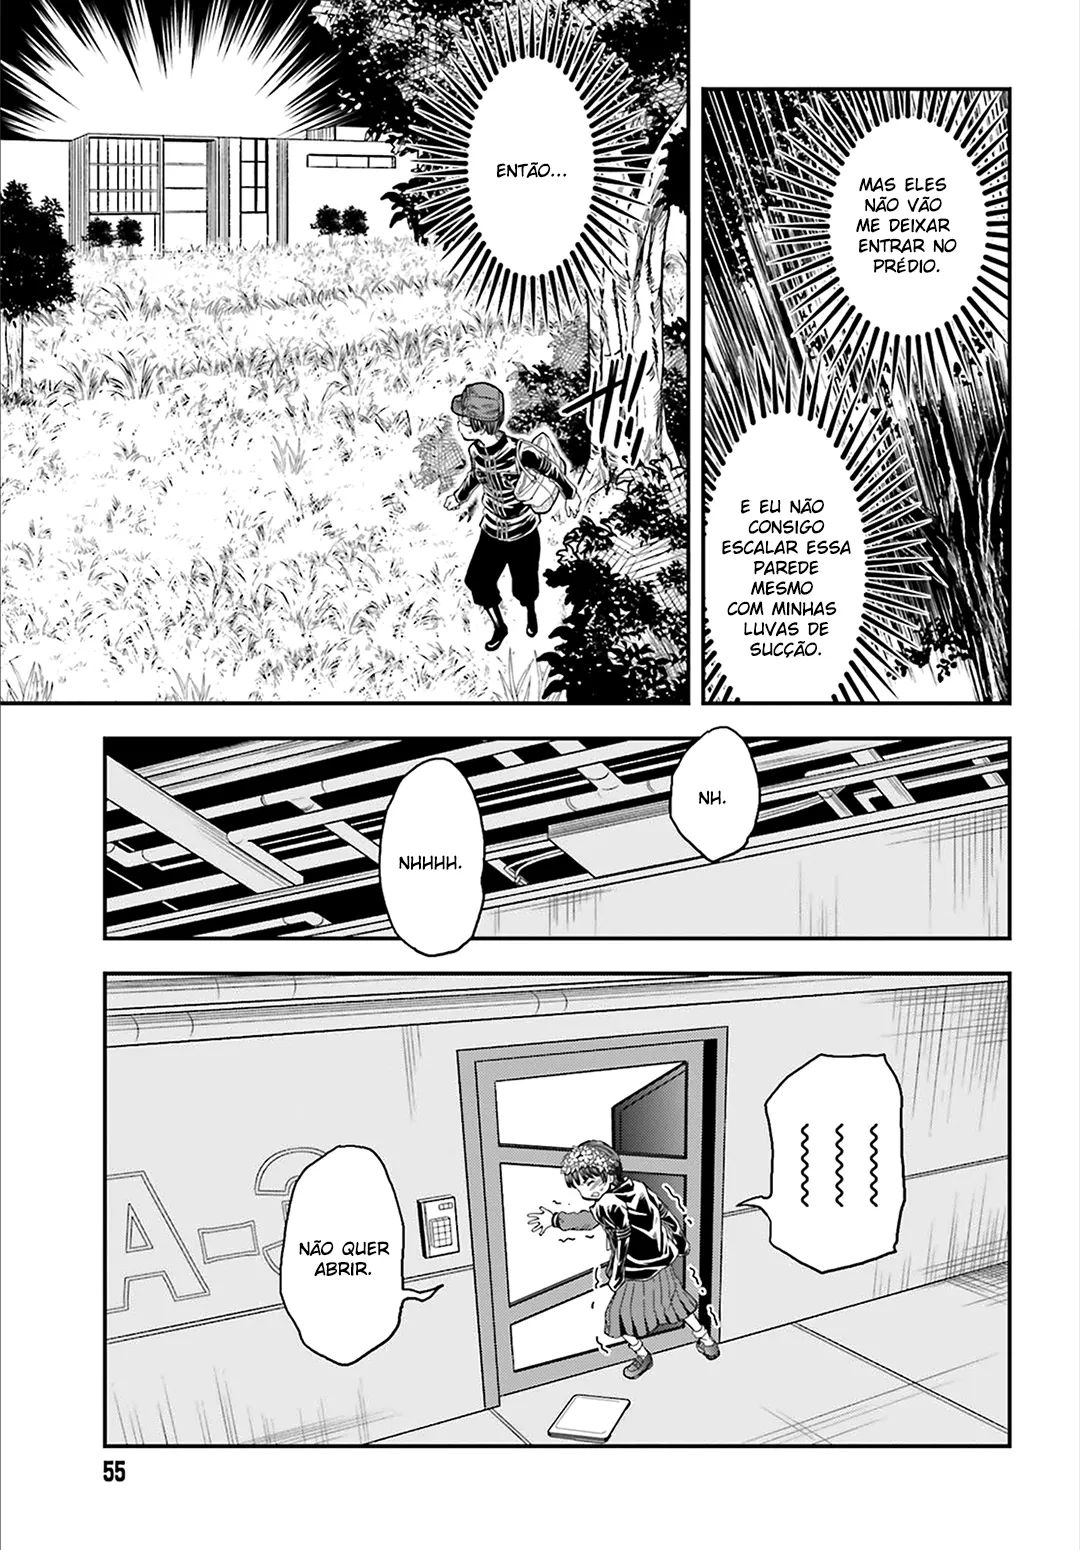 MAS ELES
NÃO VÃO
ME DEIXAR
ENTRAR NO
PRÉDIO.
E EU NÃO
CONSIGO
ESCALAR ESSA
PAREDE
MESMO
COM MINHAS
LUVAS DE
SUCÇÃO.
ENTÃO...
NH.
NHHHH.
NÃO QUER
ABRIR.
A-3
55